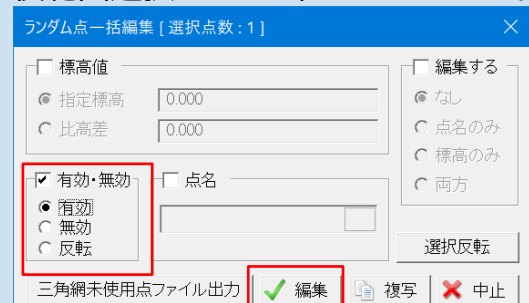 ランダム点一括編集 [ 選択点数 : 1 ]
標高値
指定標高 0.000
比高差 0.000
編集する
なし
点名のみ
標高のみ
両方
有効・無効
有効
無効
反転
点名
選択反転
三角網未使用点ファイル出力 編集 複写 中止